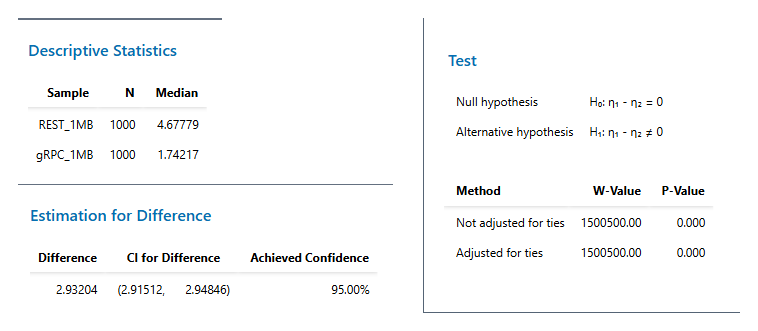 Descriptive Statistics
Sample N Median
REST_1MB 1000 4.67779
gRPC_1MB 1000 1.74217
Estimation for Difference
Difference CI for Difference Achieved Confidence
2.93204 (2.91512, 2.94846) 95.00%
Test
Null hypothesis H₀: η₁ - η₂ = 0
Alternative hypothesis H₁: η₁ - η₂ ≠ 0
Method W-Value P-Value
Not adjusted for ties 1500500.00 0.000
Adjusted for ties 1500500.00 0.000